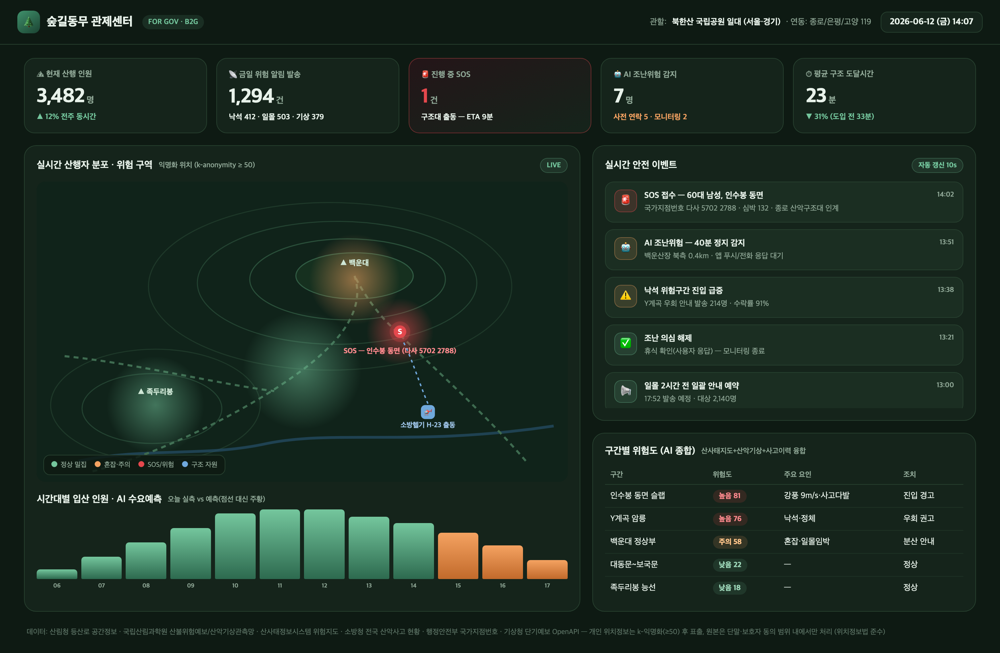 숲길동무 관제센터
FOR GOV · B2G
관할: 북한산 국립공원 일대 (서울·경기) · 연동: 종로/은평/고양 119
2026-06-12 (금) 14:07
현재 산행 인원
3,482 명
▲ 12% 전주 동시간
금일 위험 알림 발송
1,294 건
낙석 412 · 일몰 503 · 기상 379
진행 중 SOS
1 건
구조대 출동 — ETA 9분
AI 조난위험 감지
7 명
사전 연락 5 · 모니터링 2
평균 구조 도달시간
23 분
▼ 31% (도입 전 33분)
실시간 산행자 분포 · 위험 구역 익명화 위치 (k-anonymity ≥ 50)
LIVE
▲ 백운대
S
SOS — 인수봉 동면 (다사 5702 2788)
▲ 족두리봉
소방헬기 H-23 출동
정상 밀집 혼잡·주의 SOS/위험 구조 자원
시간대별 입산 인원 · AI 수요예측 오늘 실측 vs 예측(점선 대신 주황)
06 07 08 09 10 11 12 13 14 15 16 17
실시간 안전 이벤트
자동 갱신 10s
SOS 접수 — 60대 남성, 인수봉 동면
14:02
국가지점번호 다사 5702 2788 · 심박 132 · 종로 산악구조대 인계
AI 조난위험 — 40분 정지 감지
13:51
백운산장 북측 0.4km · 앱 푸시/전화 응답 대기
낙석 위험구간 진입 급증
13:38
Y계곡 우회 안내 발송 214명 · 수락률 91%
조난 의심 해제
13:21
휴식 확인(사용자 응답) — 모니터링 종료
일몰 2시간 전 일괄 안내 예약
13:00
17:52 발송 예정 · 대상 2,140명
구간별 위험도 (AI 종합) 산사태지도+산악기상+사고이력 융합
구간 위험도 주요 요인 조치
인수봉 동면 슬랩 높음 81 강풍 9m/s·사고다발 진입 경고
Y계곡 암릉 높음 76 낙석·정체 우회 권고
백운대 정상부 주의 58 혼잡·일몰임박 분산 안내
대동문~보국문 낮음 22 — 정상
족두리봉 능선 낮음 18 — 정상
데이터: 산림청 등산로 공간정보 · 국립산림과학원 산불위험예보/산악기상관측망 · 산사태정보시스템 위험지도 · 소방청 전국 산악사고 현황 · 행정안전부 국가지점번호 · 기상청 단기예보 OpenAPI — 개인 위치정보는 k-익명화(≥50) 후 표출, 원본은 단말·보호자 동의 범위 내에서만 처리 (위치정보법 준수)